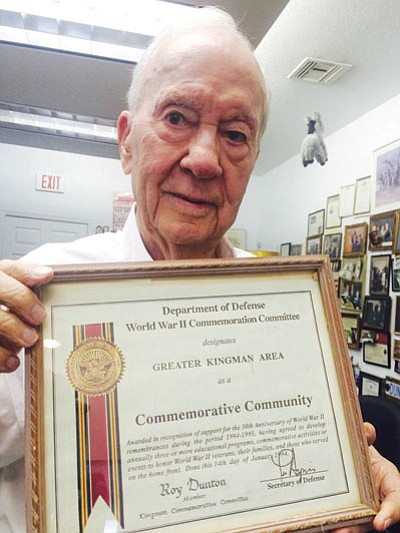 EXIT
Department of Defense
World War II Commemoration Committee
designates
GREATER KINGMAN AREA
as a
Commemorative Community
Awarded in recognition of support for the 50th Anniversary of World War II
remembrances during the period 1994-1995, having agreed to develop
annually three or more educational programs, commemorative activities or
events to honor World War II veterans, their families, and those who served
on the home front. Done this 14th day of January
Roy Dunton
Member
Kingman Commemorative Committee
Secretary of Defense